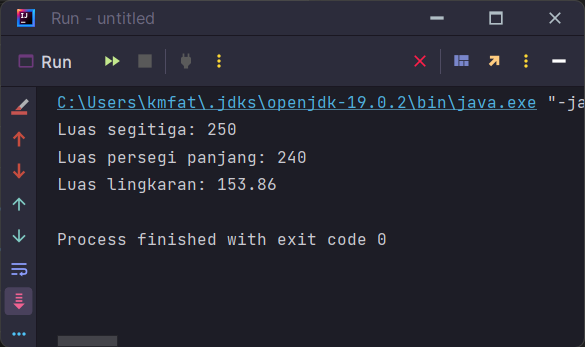 Run - untitled
Run
C:\Users\kmfat\.jdks\openjdk-19.0.2\bin\java.exe "-ja
Luas segitiga: 250
Luas persegi panjang: 240
Luas lingkaran: 153.86
Process finished with exit code 0